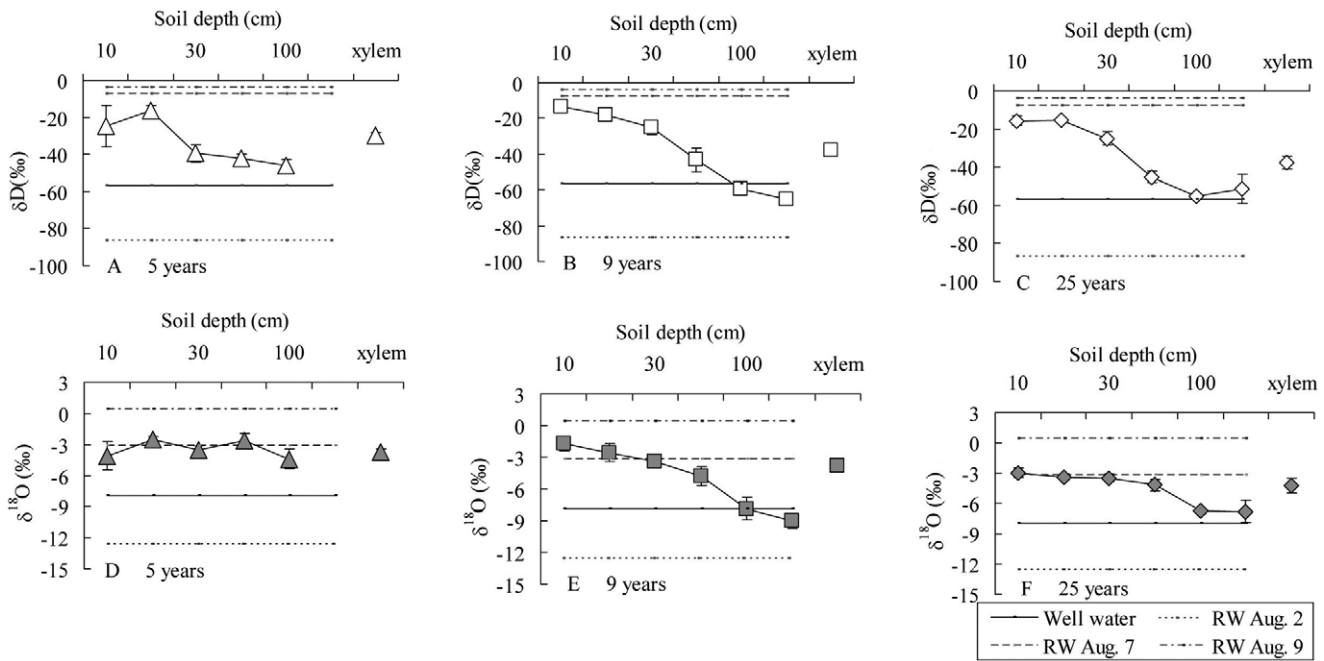 Soil depth (cm)
10 30 100 xylem
0
-20
-40
-60
-80
-100
δD(‰)
A 5 years
Soil depth (cm)
10 30 100 xylem
0
-20
-40
-60
-80
-100
δD(‰)
B 9 years
Soil depth (cm)
10 30 100 xylem
0
-20
-40
-60
-80
-100
δD(‰)
C 25 years
Soil depth (cm)
10 30 100 xylem
3
0
-3
-6
-9
-12
-15
δ18O (‰)
D 5 years
Soil depth (cm)
10 30 100 xylem
3
0
-3
-6
-9
-12
-15
δ18O (‰)
E 9 years
Soil depth (cm)
10 30 100 xylem
3
0
-3
-6
-9
-12
-15
δ18O (‰)
F 25 years
Well water RW Aug. 2
RW Aug. 7 RW Aug. 9